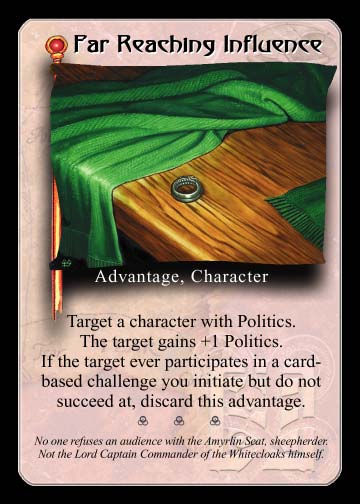 Far Reaching Influence
Advantage, Character
Target a character with Politics.
The target gains +1 Politics.
If the target ever participates in a card-
based challenge you initiate but do not
succeed at, discard this advantage.
No one refuses an audience with the Amyrlin Seat, sheepherder.
Not the Lord Captain Commander of the Whitecloaks himself.